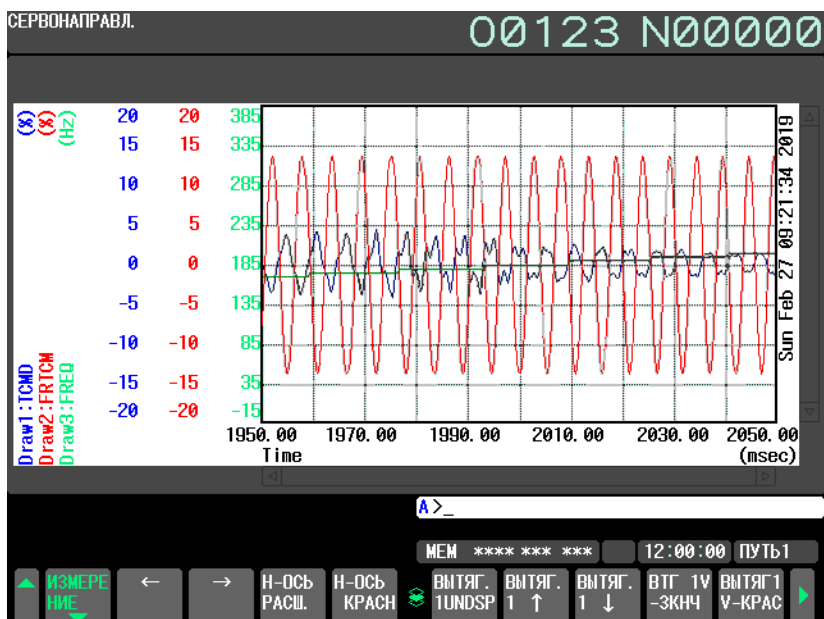 СЕРВОНАПРАВЛ.
O0123 N00000
Draw1:TCMD (%)
Draw2:FRTCM (%)
Draw3:FREQ (Hz)
20 20 385
15 335
10 10 285
5 5 235
0 0 185
-5 -5 135
-10 -10 85
-15 -15 35
-20 -20 -15
Sun Feb 27 09:21:34 2019
1950.00 1970.00 1990.00 2010.00 2030.00 2050.00
Time (msec)
A>_
MEM **** *** *** 12:00:00 ПУТЬ1
ИЗМЕРЕ ← → Н-ОСЬ Н-ОСЬ ВЫТЯГ. ВЫТЯГ. ВЫТЯГ. ВТГ 1V ВЫТЯГ1
НИЕ РАСШ. КРАСН 1UNDSP 1 ↑ 1 ↓ -ЗКНЧ V-КРАС